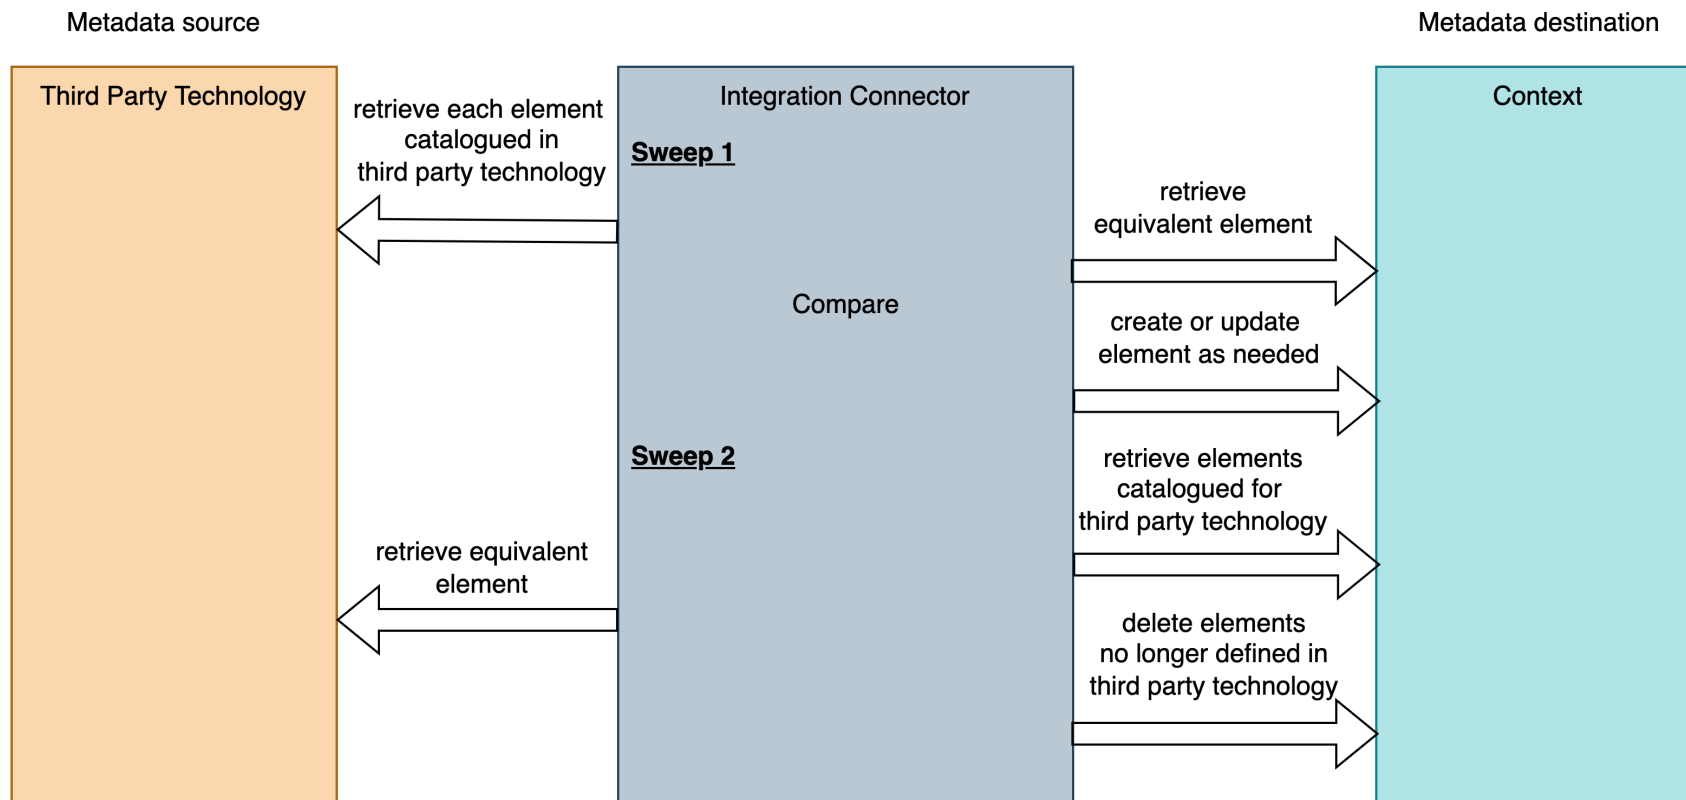 Metadata source
Metadata destination
Third Party Technology
Integration Connector
Context
retrieve each element
catalogued in
third party technology
Sweep 1
retrieve
equivalent element
Compare
create or update
element as needed
Sweep 2
retrieve elements
catalogued for
third party technology
retrieve equivalent
element
delete elements
no longer defined in
third party technology